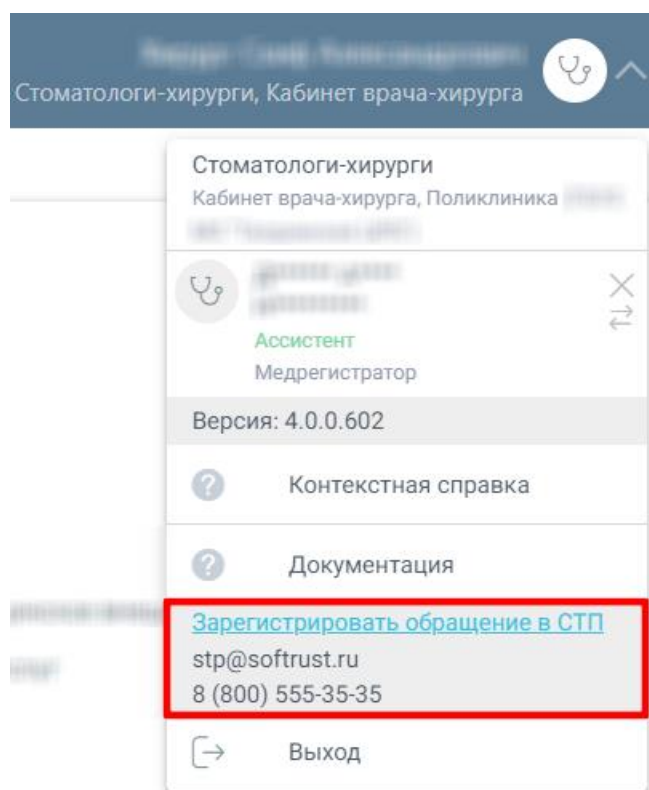 Стоматологи-хирурги, Кабинет врача-хирурга
Стоматологи-хирурги
Кабинет врача-хирурга, Поликлиника
Ассистент
Медрегистратор
Версия: 4.0.0.602
Контекстная справка
Документация
Зарегистрировать обращение в СТП
stp@softrust.ru
8 (800) 555-35-35
Выход